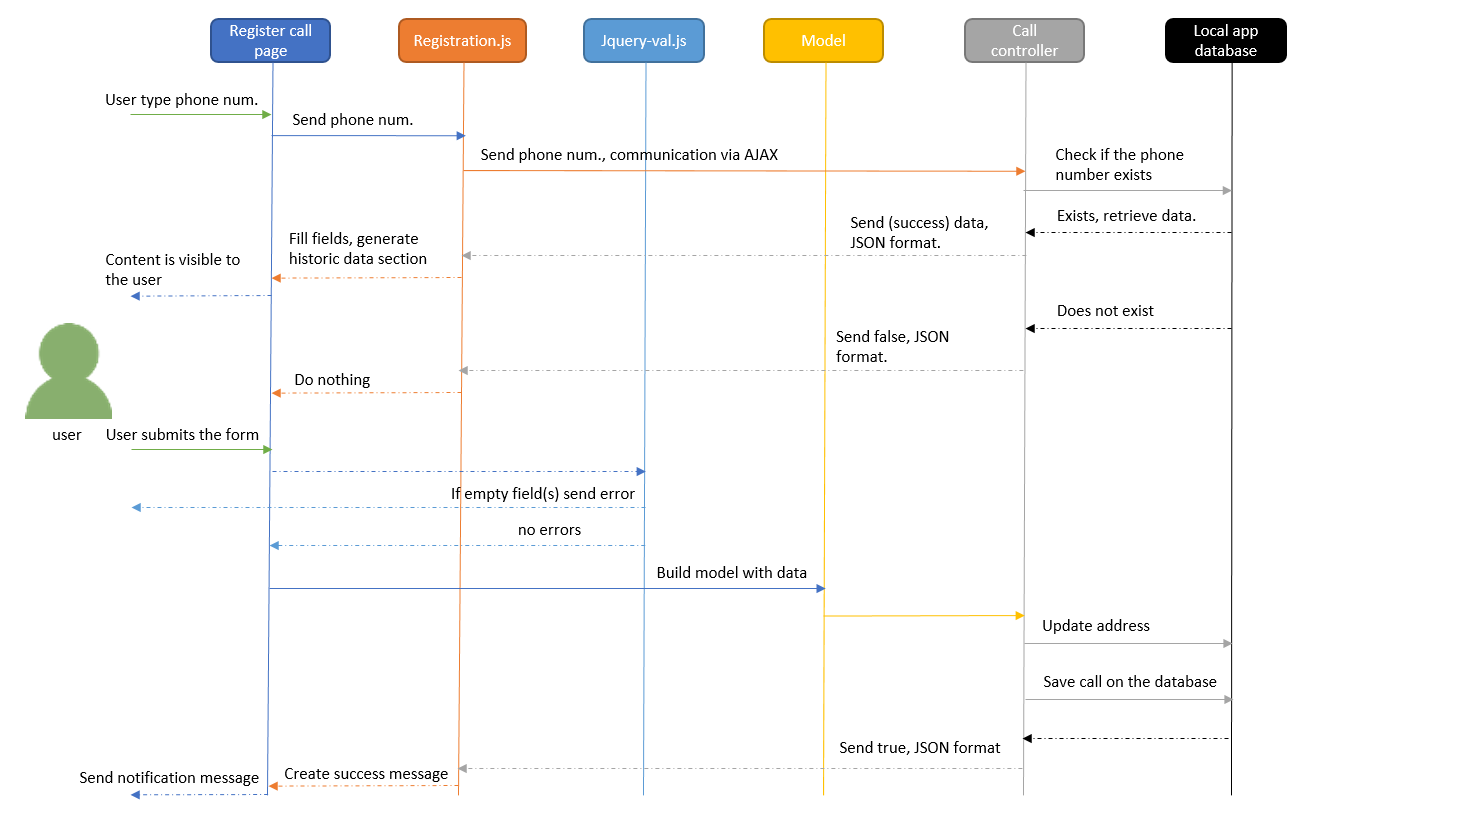 Register call
page
Registration.js
Jquery-val.js
Model
Call
controller
Local app
database
User type phone num.
Send phone num.
Send phone num., communication via AJAX
Check if the phone
number exists
Exists, retrieve data.
Send (success) data,
JSON format.
Fill fields, generate
historic data section
Content is visible to
the user
Does not exist
Send false, JSON
format.
Do nothing
user
User submits the form
If empty field(s) send error
no errors
Build model with data
Update address
Save call on the database
Send true, JSON format
Create success message
Send notification message